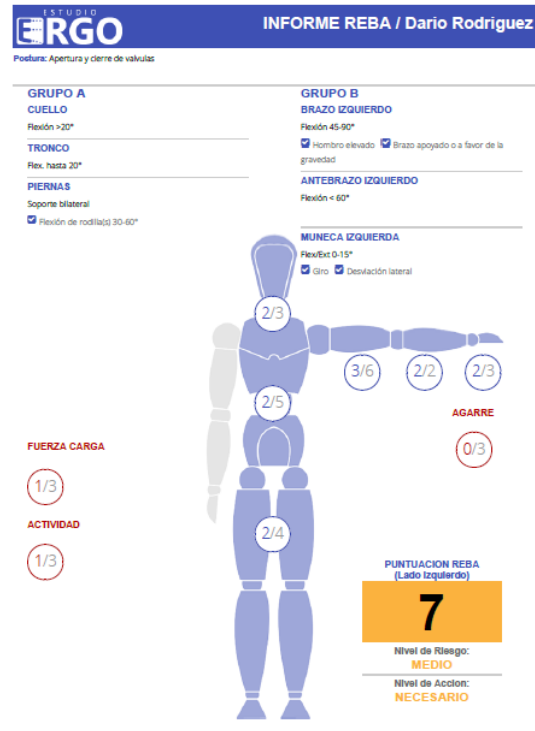 ESTUDIO
ERGO
INFORME REBA / Dario Rodriguez
Postura: Apertura y cierre de valvulas
GRUPO A
CUELLO
Flexión >20°
TRONCO
Flex. hasta 20°
PIERNAS
Soporte bilateral
Flexión de rodilla(s) 30-60°
GRUPO B
BRAZO IZQUIERDO
Flexión 45-90°
Hombro elevado Brazo apoyado o a favor de la
gravedad
ANTEBRAZO IZQUIERDO
Flexión < 60°
MUNECA IZQUIERDA
Flex/Ext 0-15°
Giro Desviación lateral
2/3
3/6
2/2
2/3
2/5
AGARRE
0/3
FUERZA CARGA
1/3
ACTIVIDAD
1/3
2/4
PUNTUACION REBA
(Lado Izquierdo)
7
Nivel de Riesgo:
MEDIO
Nivel de Accion:
NECESARIO